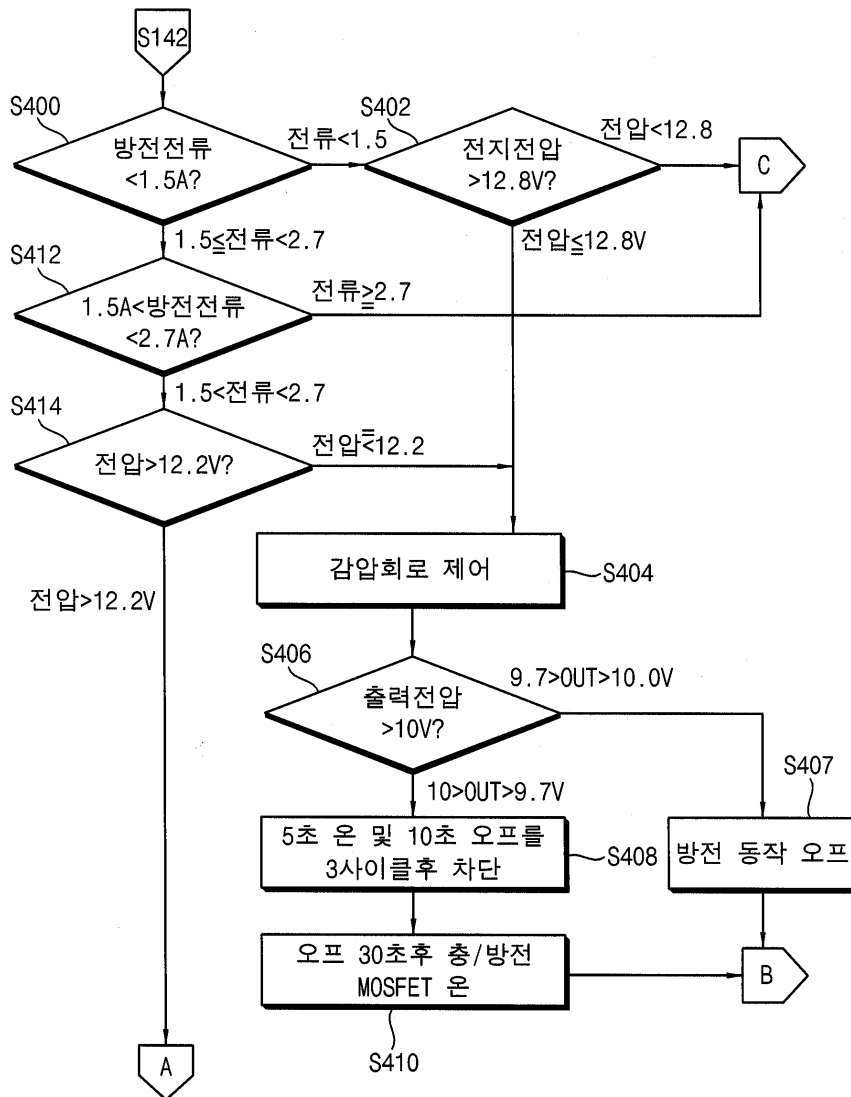 S142
S400
방전전류
<1.5A?
전류<1.5
S402
전지전압
>12.8V?
전압<12.8
C
1.5≦전류<2.7
전압≦12.8V
S412
1.5A<방전전류
<2.7A?
전류≧2.7
1.5<전류<2.7
S414
전압>12.2V?
전압≦12.2
전압>12.2V
감압회로 제어
S404
S406
출력전압
>10V?
9.7>OUT>10.0V
10>OUT>9.7V
S407
방전 동작 오프
5초 온 및 10초 오프를
3사이클후 차단
S408
오프 30초후 충/방전
MOSFET 온
S410
B
A